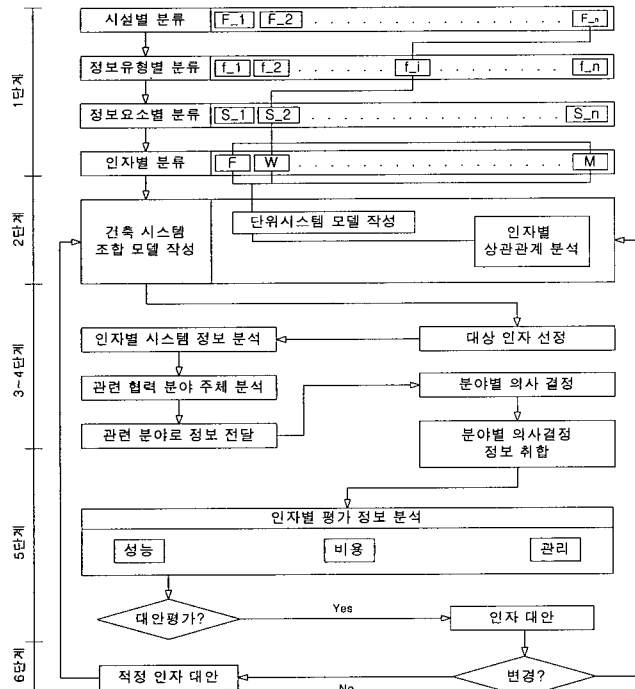 1단계
시설별 분류 F_1 F_2 F_n
정보유형별 분류 f_1 f_2 f_i f_n
정보요소별 분류 S_1 S_2 S_n
인자별 분류 F W M
2단계
건축 시스템
조합 모델 작성
단위시스템 모델 작성
인자별
상관관계 분석
3~4단계
인자별 시스템 정보 분석
대상 인자 선정
관련 협력 분야 주체 분석
분야별 의사 결정
관련 분야로 정보 전달
분야별 의사결정
정보 취합
5단계
인자별 평가 정보 분석
성능 비용 관리
대안평가?
Yes
인자 대안
6단계
적정 인자 대안
No
변경?